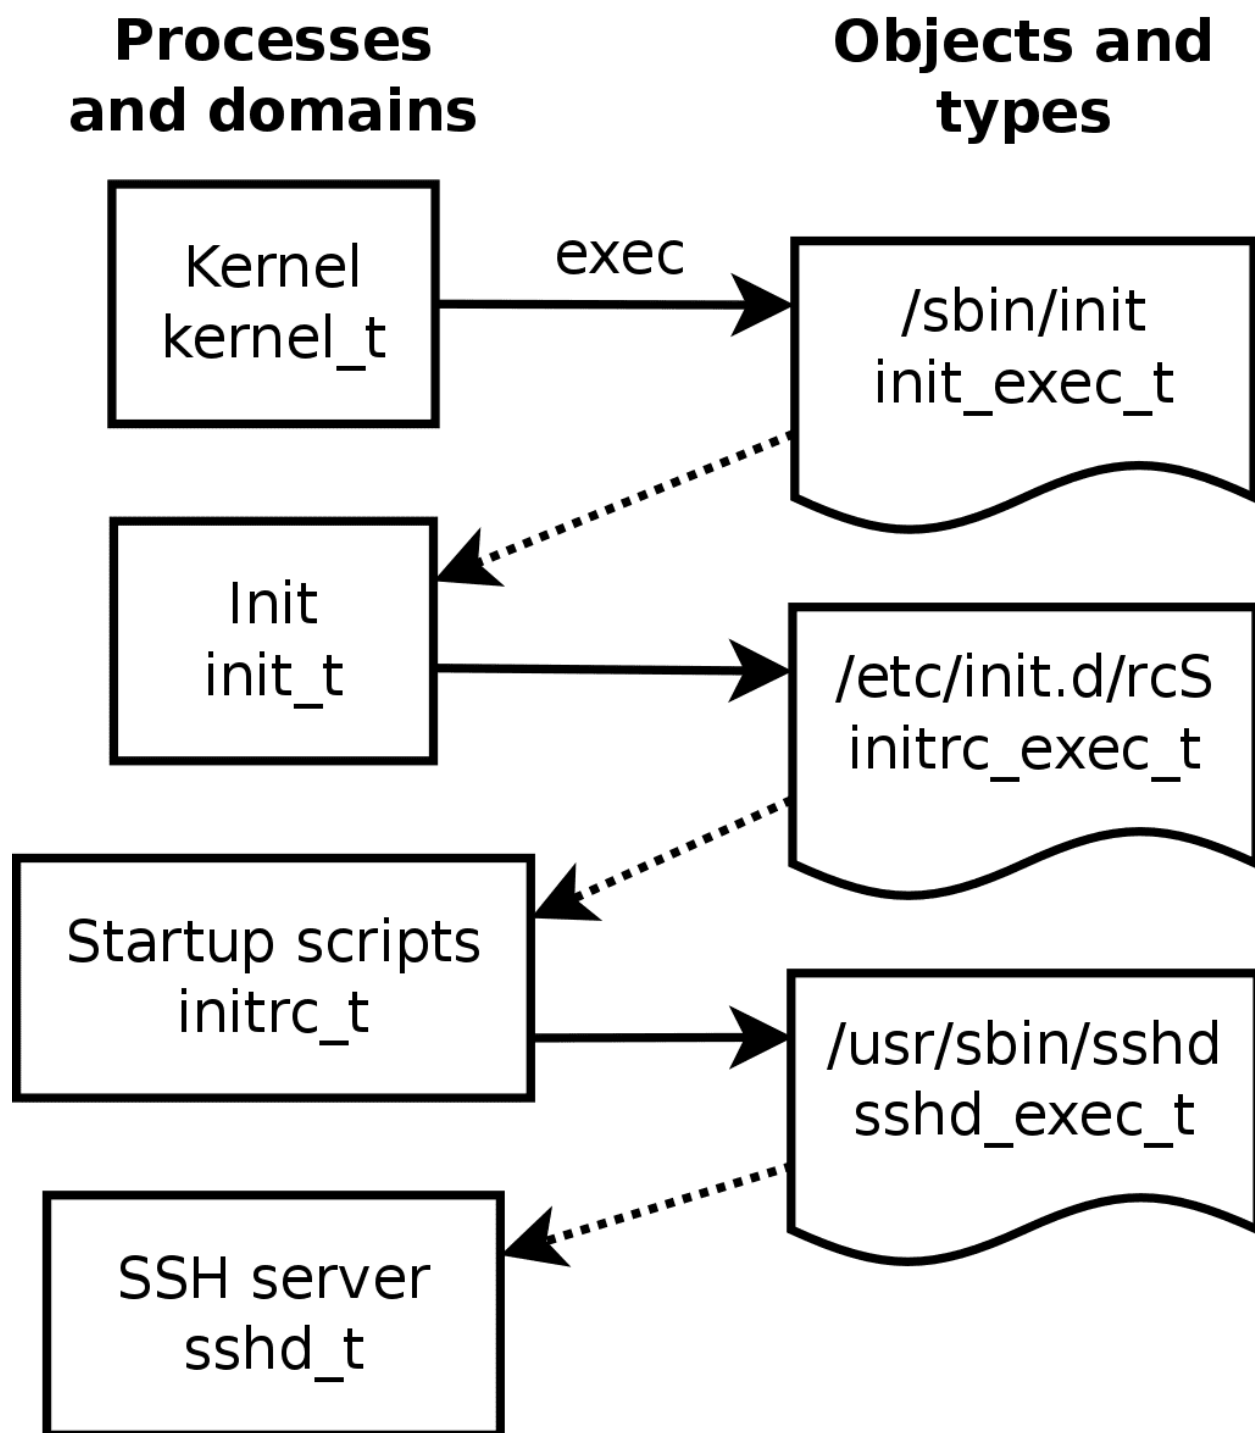 Processes
and domains
Objects and
types
Kernel
kernel_t
exec
/sbin/init
init_exec_t
Init
init_t
/etc/init.d/rcS
initrc_exec_t
Startup scripts
initrc_t
/usr/sbin/sshd
sshd_exec_t
SSH server
sshd_t